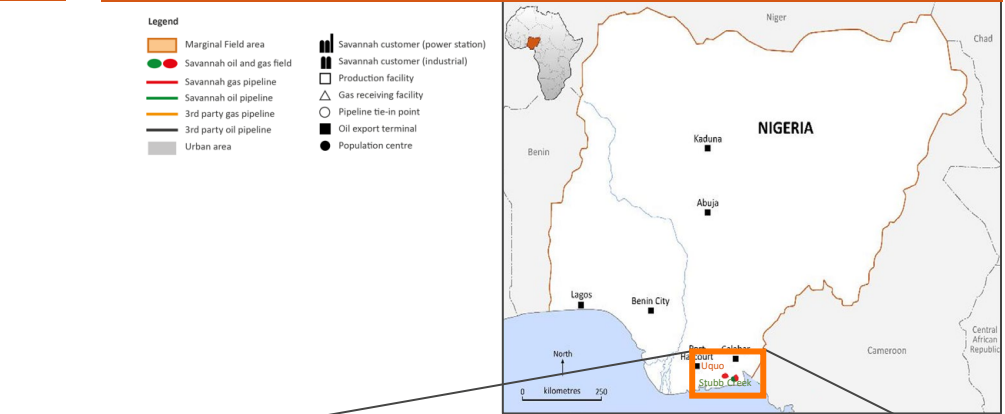 Legend
Marginal Field area
Savannah oil and gas field
Savannah gas pipeline
Savannah oil pipeline
3rd party gas pipeline
3rd party oil pipeline
Urban area
Savannah customer (power station)
Savannah customer (industrial)
Production facility
Gas receiving facility
Pipeline tie-in point
Oil export terminal
Population centre
Niger
Chad
NIGERIA
Kaduna
Benin
Abuja
Lagos
Benin City
Central
African
Republic
Cameroon
North
Port
Harcourt
Calabar
Uquo
Stubb Creek
0 kilometres 250